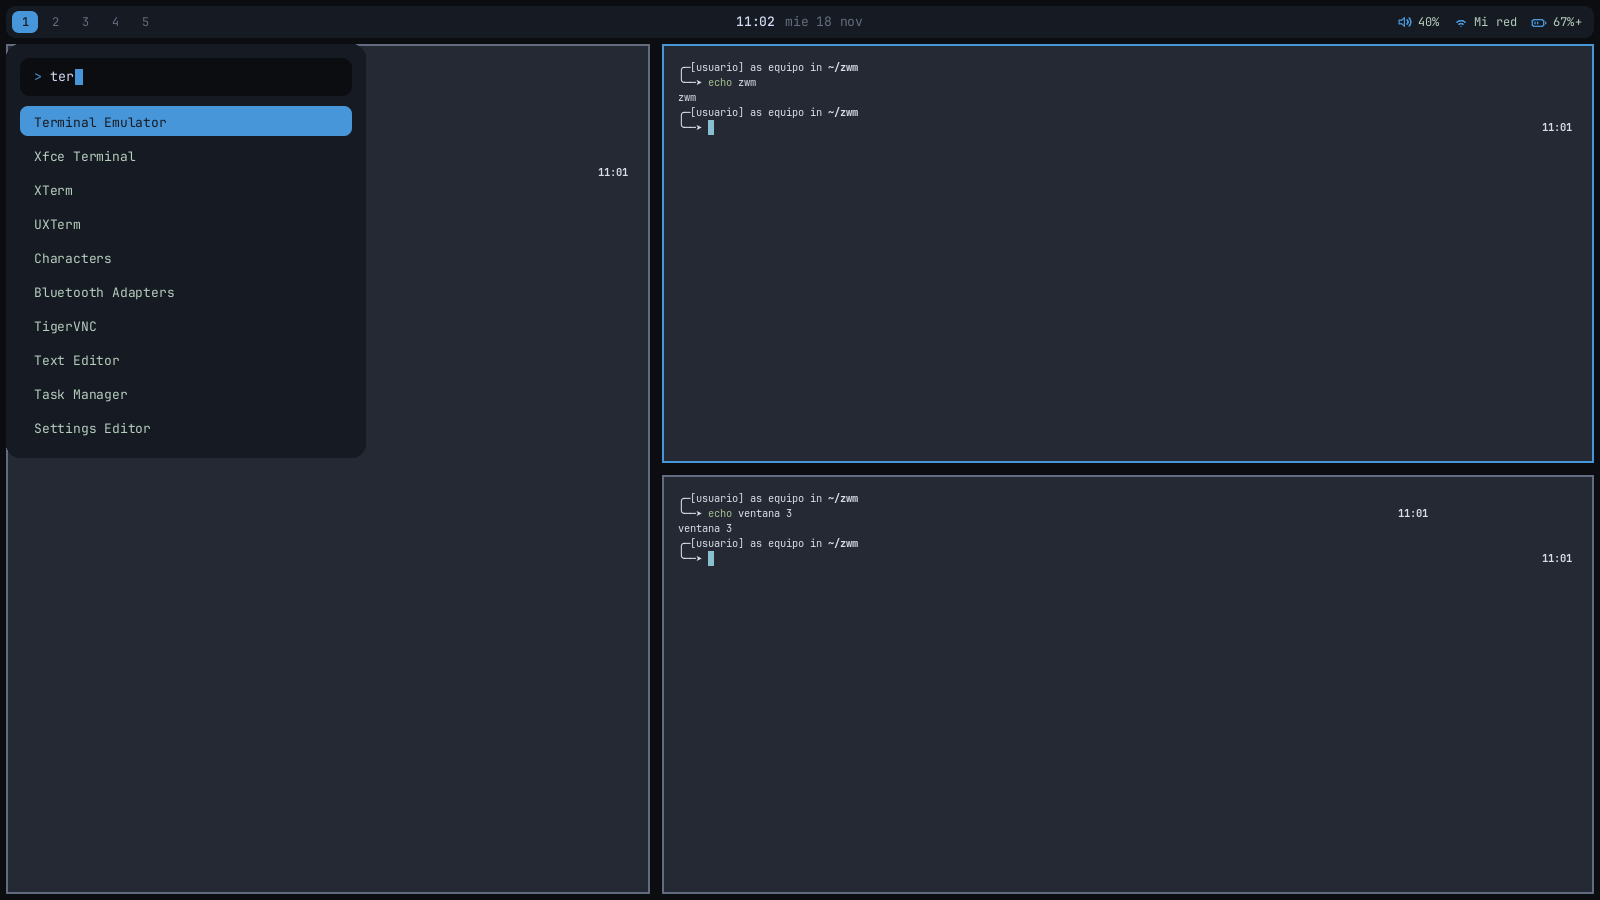 1 2 3 4 5
11:02 mie 18 nov
40% Mi red 67%+
> ter
Terminal Emulator
Xfce Terminal
XTerm
UXTerm
Characters
Bluetooth Adapters
TigerVNC
Text Editor
Task Manager
Settings Editor
11:01
╭─[usuario] as equipo in ~/zwm
╰──➤ echo zwm
zwm
╭─[usuario] as equipo in ~/zwm
╰──➤ 11:01
╭─[usuario] as equipo in ~/zwm
╰──➤ echo ventana 3 11:01
ventana 3
╭─[usuario] as equipo in ~/zwm
╰──➤ 11:01